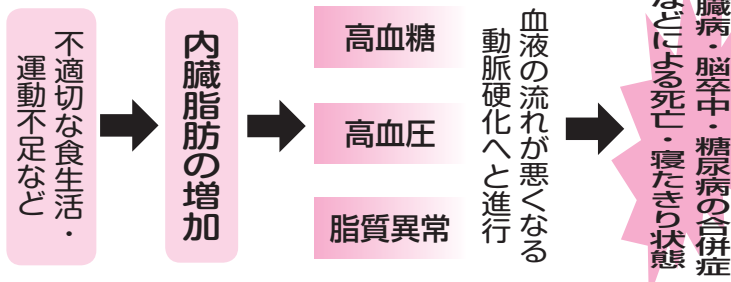 不適切な食生活・
運動不足など
内臓脂肪の増加
高血糖
高血圧
脂質異常
血液の流れが悪くなる
動脈硬化へと進行
臓病・脳卒中・糖尿病の合併症
などによる死亡・寝たきり状態